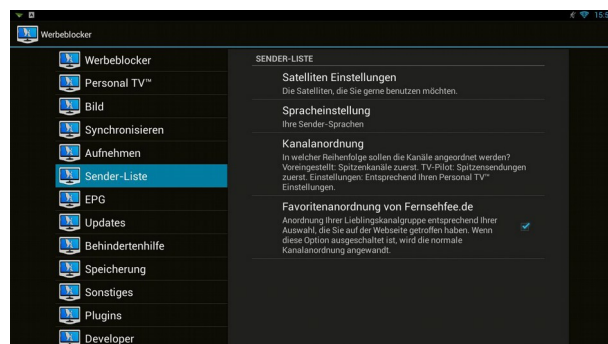 15.5
Werbeblocker
Werbeblocker
Personal TV™
Bild
Synchronisieren
Aufnehmen
Sender-Liste
EPG
Updates
Behindertenhilfe
Speicherung
Sonstiges
Plugins
Developer
SENDER-LISTE
Satelliten Einstellungen
Die Satelliten, die Sie gerne benutzen möchten.
Spracheinstellung
Ihre Sender-Sprachen
Kanalanordnung
In welcher Reihenfolge sollen die Kanäle angeordnet werden?
Voreingestellt: Spitzenkanäle zuerst. TV-Pilot: Spitzensendungen
zuerst. Einstellungen: Entsprechend Ihren Personal TV™
Einstellungen.
Favoritenanordnung von Fernsehfee.de
Anordnung Ihrer Lieblingskanalgruppe entsprechend Ihrer
Auswahl, die Sie auf der Webseite getroffen haben. Wenn
diese Option ausgeschaltet ist, wird die normale
Kanalanordnung angewandt.